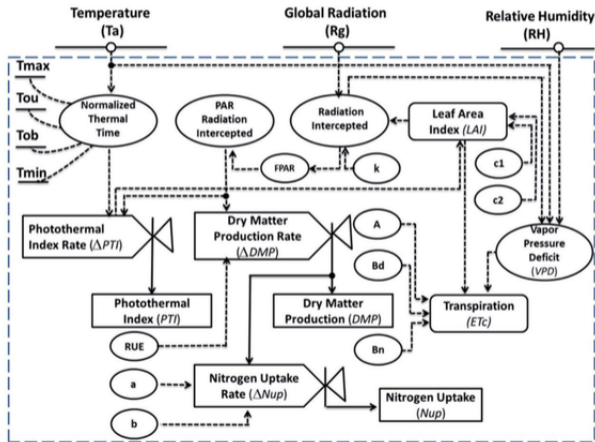 Temperature
(Ta)
Global Radiation
(Rg)
Relative Humidity
(RH)
Tmax
Tou
Tob
Tmin
Normalized
Thermal
Time
PAR
Radiation
Intercepted
Radiation
Intercepted
Leaf Area
Index (LAI)
FPAR
k
c1
c2
Photothermal
Index Rate (ΔPTI)
Dry Matter
Production Rate
(ΔDMP)
A
Bd
Vapor
Pressure
Deficit
(VPD)
Photothermal
Index (PTI)
Dry Matter
Production (DMP)
Transpiration
(ETc)
RUE
Bn
a
Nitrogen Uptake
Rate (ΔNup)
b
Nitrogen Uptake
(Nup)